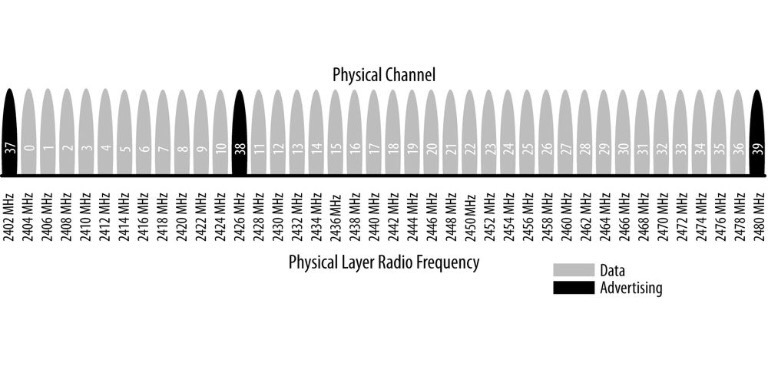 Physical Channel
37 0 1 2 3 4 5 6 7 8 9 10 38 11 12 13 14 15 16 17 18 19 20 21 22 23 24 25 26 27 28 29 30 31 32 33 34 35 36 39
2402 MHz 2404 MHz 2406 MHz 2408 MHz 2410 MHz 2412 MHz 2414 MHz 2416 MHz 2418 MHz 2420 MHz 2422 MHz 2424 MHz 2426 MHz 2428 MHz 2430 MHz 2432 MHz 2434 MHz 2436MHz 2438 MHz 2440 MHz 2442 MHz 2444 MHz 2446 MHz 2448 MHz 2450MHz 2452 MHz 2454 MHz 2456 MHz 2458 MHz 2460 MHz 2462 MHz 2464 MHz 2466 MHz 2468 MHz 2470 MHz 2472 MHz 2474 MHz 2476 MHz 2478 MHz 2480 MHz
Physical Layer Radio Frequency
Data
Advertising